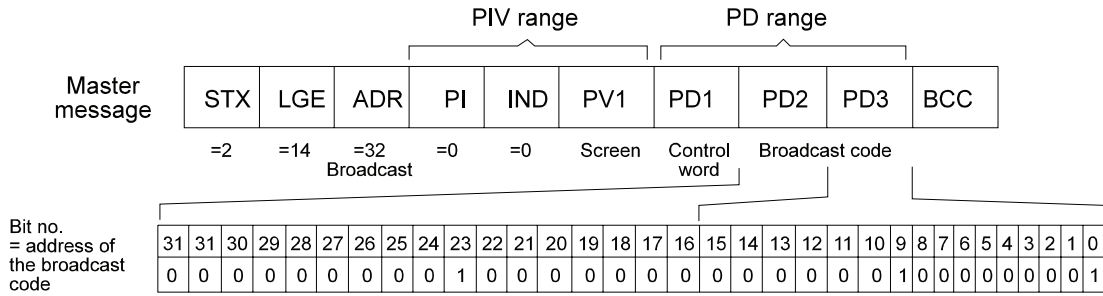 PIV range PD range
Master message
STX LGE ADR PI IND PV1 PD1 PD2 PD3 BCC
=2 =14 =32 =0 =0 Screen Control Broadcast code
Broadcast word
Bit no.
= address of
the broadcast
code
31 31 30 29 28 27 26 25 24 23 22 21 20 19 18 17 16 15 14 13 12 11 10 9 8 7 6 5 4 3 2 1 0
0 0 0 0 0 0 0 0 0 1 0 0 0 0 0 0 0 0 0 0 0 0 0 1 0 0 0 0 0 0 0 0 1